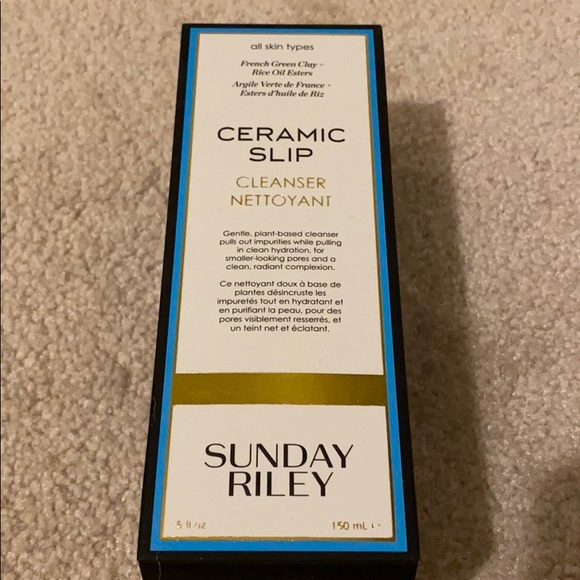 all skin types
French Green Clay +
Rice Oil Esters
Argile Verte de France +
Esters d'huile de Riz
CERAMIC
SLIP
CLEANSER
NETTOYANT
Gentle, plant-based cleanser
pulls out impurities while pulling
in clean hydration, for
smaller-looking pores and a
clean, radiant complexion.
Ce nettoyant doux à base de
plantes désincruste les
impuretés tout en hydratant et
en purifiant la peau, pour des
pores visiblement resserrés, et
un teint net et éclatant.
SUNDAY
RILEY
5 fl oz 150 mL ℮